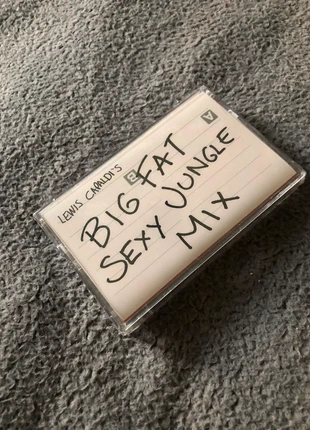 LEWIS CAPALDI'S
BIG FAT
SEXY JUNGLE
MIX
A